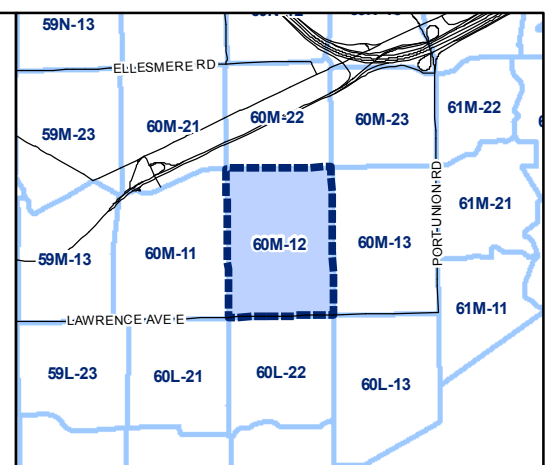 59N-13
ELLESMERE RD
59M-23
60M-21
60M-22
60M-23
61M-22
59M-13
60M-11
60M-12
60M-13
PORT UNION RD
61M-21
61M-11
LAWRENCE AVE E
59L-23
60L-21
60L-22
60L-13